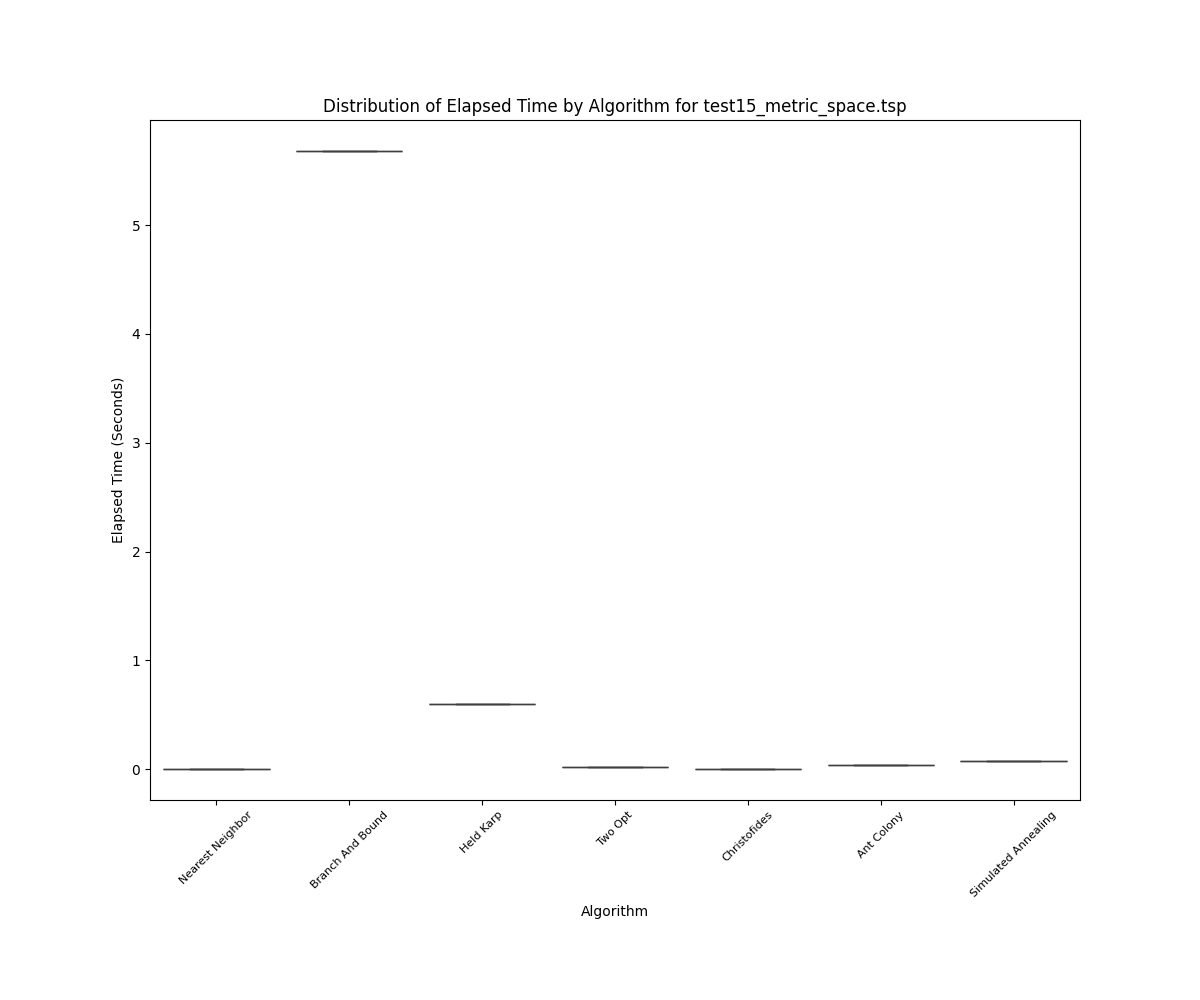 Distribution of Elapsed Time by Algorithm for test15_metric_space.tsp
Elapsed Time (Seconds)
5
4
3
2
1
0
Nearest Neighbor
Branch And Bound
Held Karp
Two Opt
Christofides
Ant Colony
Simulated Annealing
Algorithm